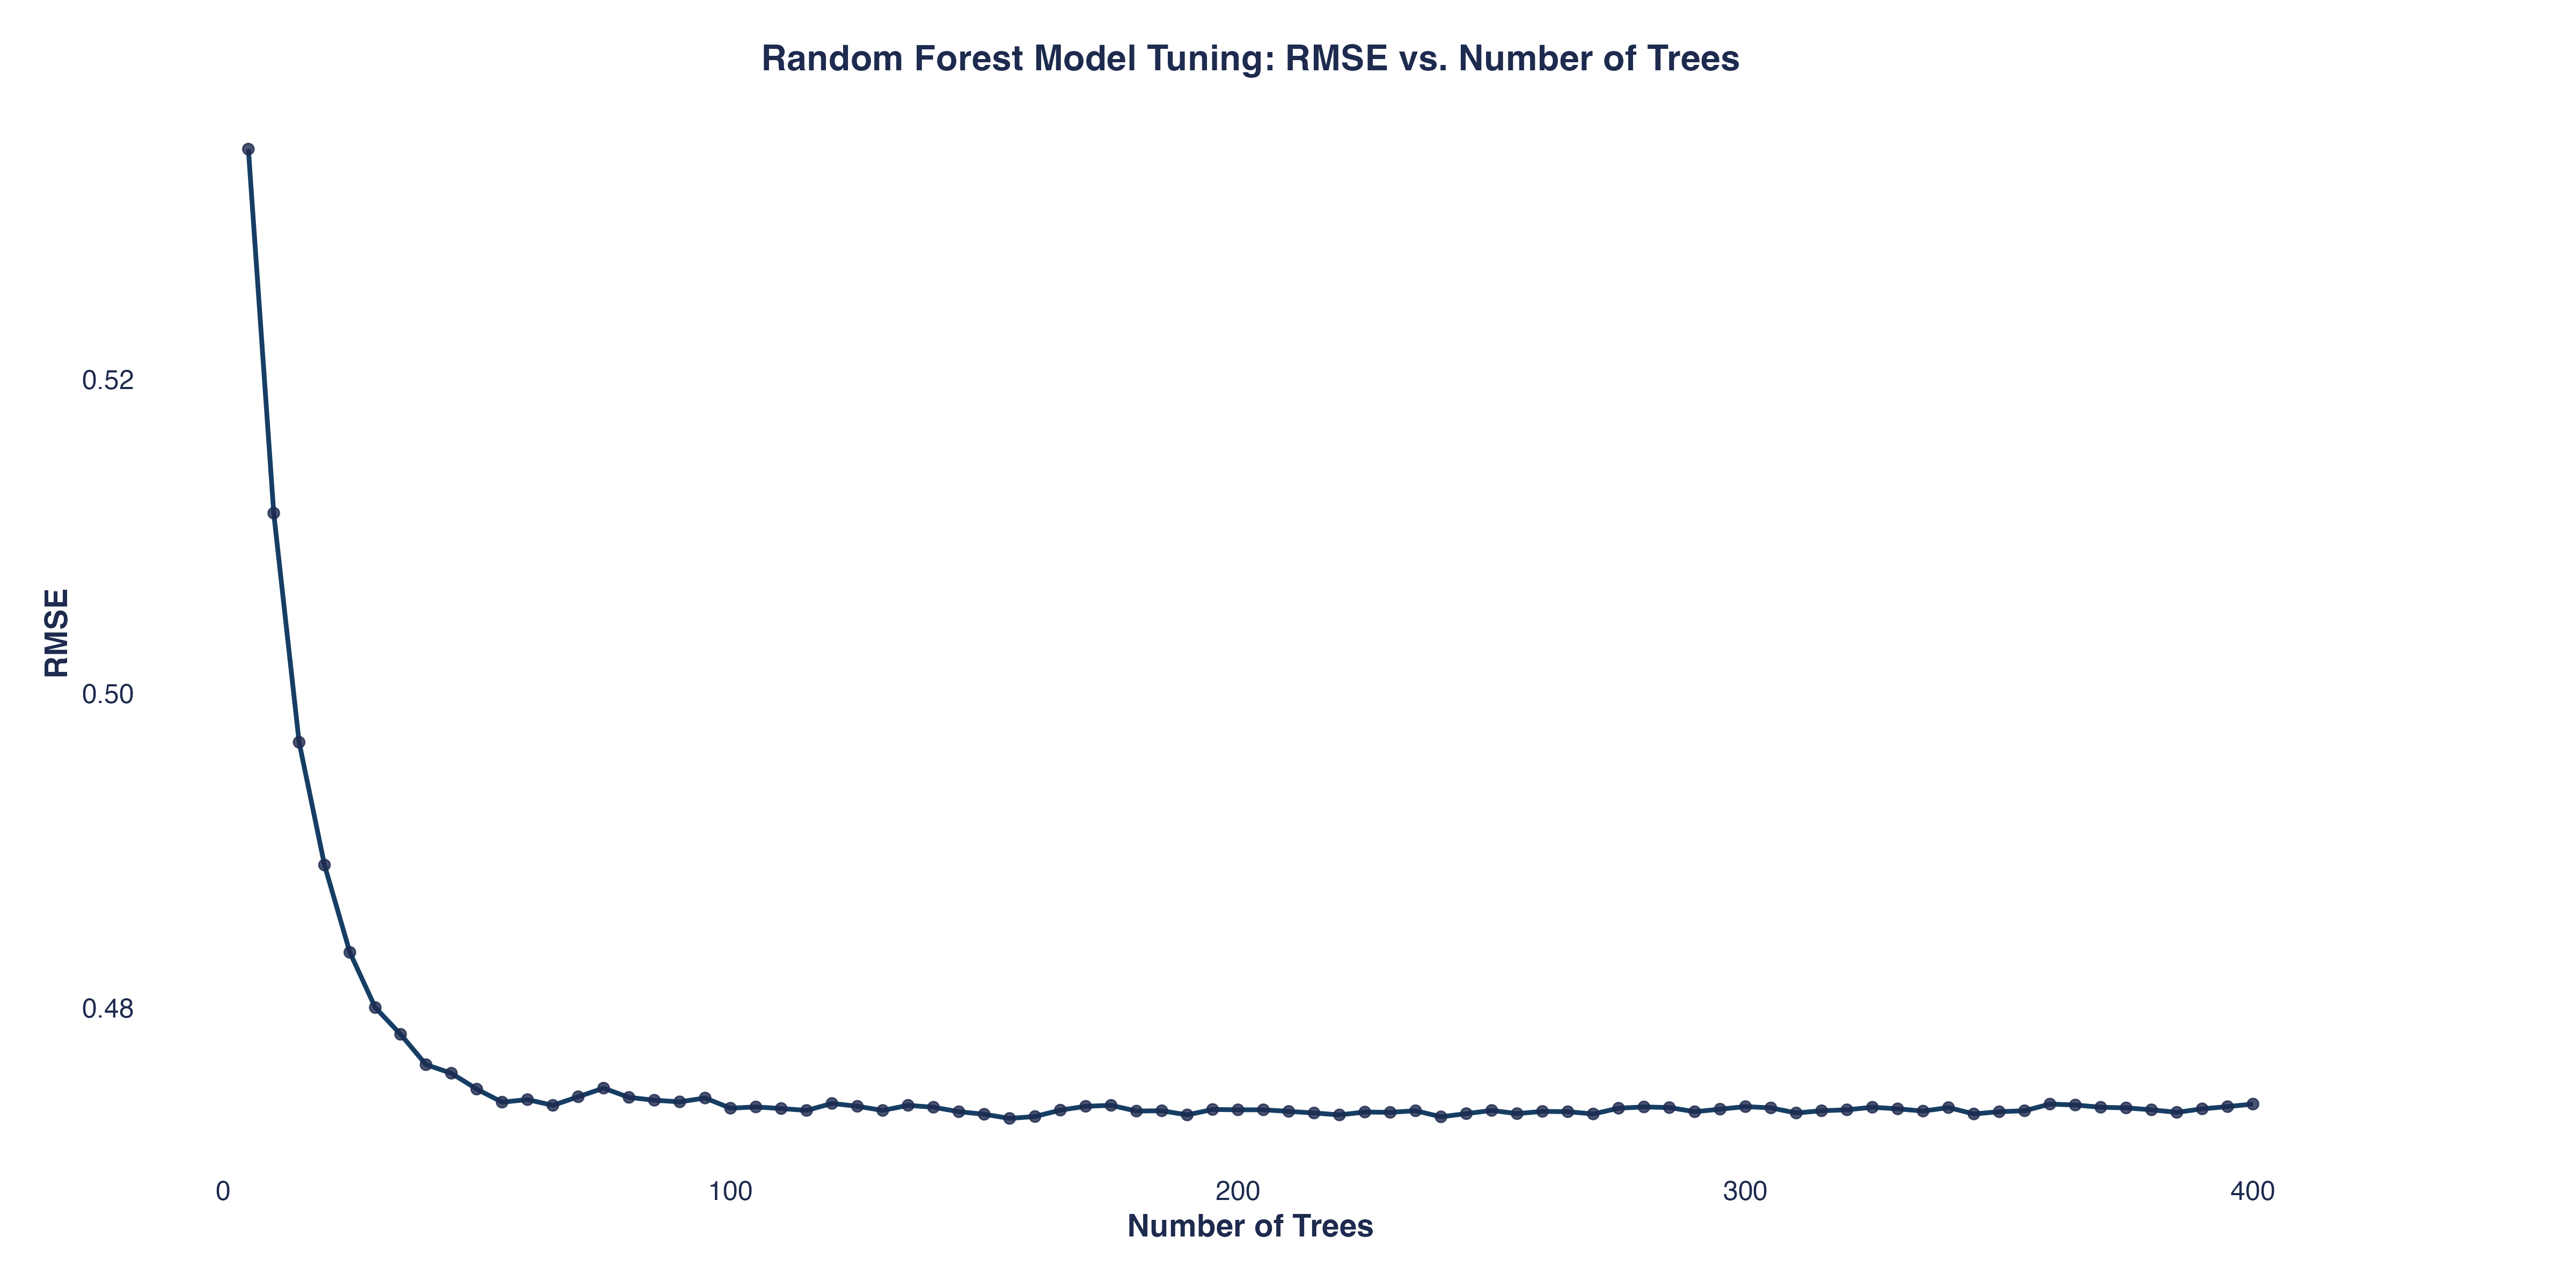 Random Forest Model Tuning: RMSE vs. Number of Trees
RMSE
0.52
0.50
0.48
0 100 200 300 400
Number of Trees